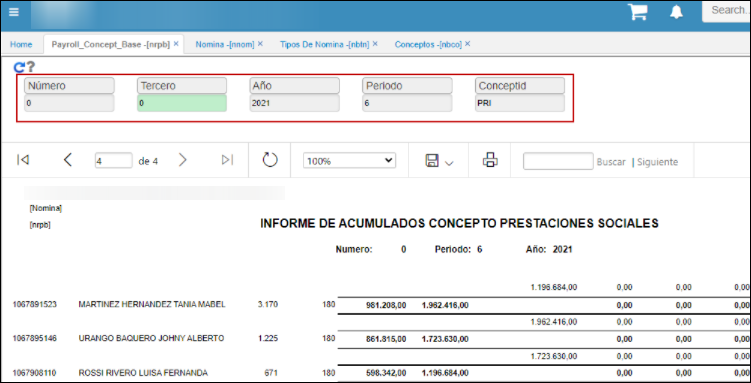 Search.
Home Payroll_Concept_Base -[nrpb] × Nomina -[nnom] × Tipos De Nomina -[nbtn] × Conceptos -[nbco] ×
?
Número Tercero Año Periodo Conceptid
0 0 2021 6 PRI
4 de 4 100% Buscar | Siguiente
[Nomina]
[nrpb] INFORME DE ACUMULADOS CONCEPTO PRESTACIONES SOCIALES
Numero: 0 Periodo: 6 Año: 2021
1.196.684,00 0,00 0,00 0,00
1067891523 MARTINEZ HERNANDEZ TANIA MABEL 3.170 180 981.208,00 1.962.416,00 0,00 0,00 0,00
1.962.416,00 0,00 0,00 0,00
1067895146 URANGO BAQUERO JOHNY ALBERTO 1.225 180 861.815,00 1.723.630,00 0,00 0,00 0,00
1.723.630,00 0,00 0,00 0,00
1067908110 ROSSI RIVERO LUISA FERNANDA 671 180 598.342,00 1.196.684,00 0,00 0,00 0,00